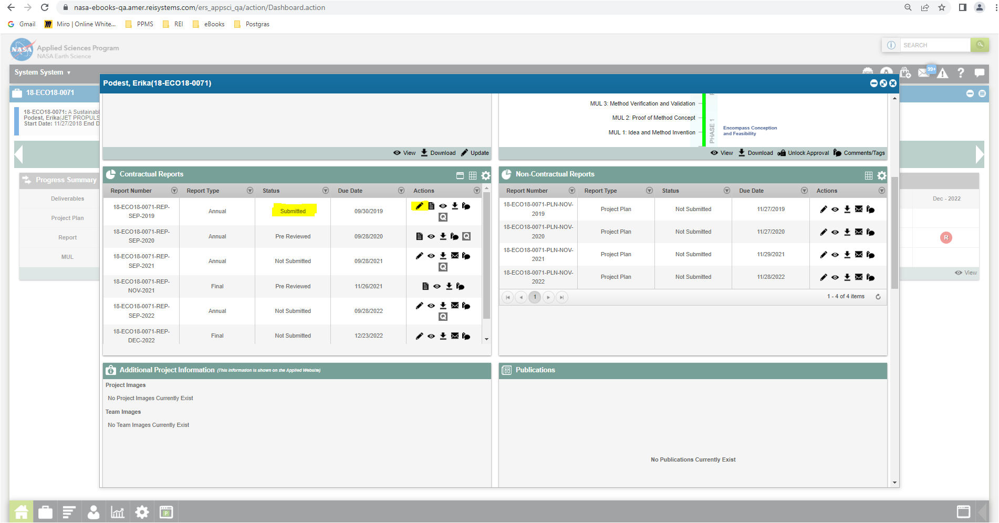 nasa-ebooks-qa.amer.reisystems.com/ers_appsci_qa/action/Dashboard.action
Gmail
Miro | Online White...
PPMS
REI
eBooks
Postgras
NASA
Applied Sciences Program
NASA Earth Science
SEARCH
System System
99+
Podest, Erika(18-ECO18-0071)
18-ECO18-0071
18-ECO18-0071: A Sustainabl
Podest, Erika(JET PROPULS
Start Date: 11/27/2018 End D
MUL 3: Method Verification and Validation
MUL 2: Proof of Method Concept
MUL 1: Idea and Method Invention
PHASE 1
Encompass Conception
and Feasibility
View Download Update
View Download Unlock Approval Comments/Tags
Progress Summary
Deliverables
Project Plan
Report
MUL
Dec - 2022
R
View
Contractual Reports
Report Number Report Type Status Due Date Actions
18-ECO18-0071-REP-
SEP-2019
Annual
Submitted
09/30/2019
Q
18-ECO18-0071-REP-
SEP-2020
Annual
Pre Reviewed
09/28/2020
Q
18-ECO18-0071-REP-
SEP-2021
Annual
Not Submitted
09/28/2021
Q
18-ECO18-0071-REP-
NOV-2021
Final
Pre Reviewed
11/26/2021
18-ECO18-0071-REP-
SEP-2022
Annual
Not Submitted
09/28/2022
Q
18-ECO18-0071-REP-
DEC-2022
Final
Not Submitted
12/23/2022
Non-Contractual Reports
Report Number Report Type Status Due Date Actions
18-ECO18-0071-PLN-NOV-
2019
Project Plan
Not Submitted
11/27/2019
18-ECO18-0071-PLN-NOV-
2020
Project Plan
Not Submitted
11/27/2020
18-ECO18-0071-PLN-NOV-
2021
Project Plan
Not Submitted
11/29/2021
18-ECO18-0071-PLN-NOV-
2022
Project Plan
Not Submitted
11/28/2022
1
1 - 4 of 4 items
Additional Project Information (This information is shown on the Applied Website)
Project Images
No Project Images Currently Exist
Team Images
No Team Images Currently Exist
Publications
No Publications Currently Exist
P